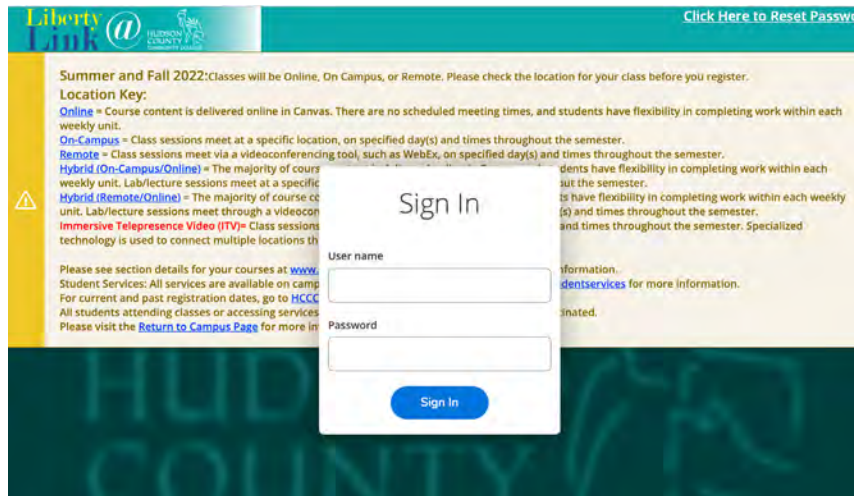 Liberty
Link @ HUDSON
COUNTY
COMMUNITY COLLEGE
Click Here to Reset Passwo
Summer and Fall 2022:Classes will be Online, On Campus, or Remote. Please check the location for your class before you register.
Location Key:
Online = Course content is delivered online in Canvas. There are no scheduled meeting times, and students have flexibility in completing work within each
weekly unit.
On-Campus = Class sessions meet at a specific location, on specified day(s) and times throughout the semester.
Remote = Class sessions meet via a videoconferencing tool, such as WebEx, on specified day(s) and times throughout the semester.
Hybrid (On-Campus/Online) = The majority of cours dents have flexibility in completing work within each
weekly unit. Lab/lecture sessions meet at a specific out the semester.
Hybrid (Remote/Online) = The majority of course co ts have flexibility in completing work within each weekly
unit. Lab/lecture sessions meet through a videocon (s) and times throughout the semester.
Immersive Telepresence Video (ITV)= Class sessions and times throughout the semester. Specialized
technology is used to connect multiple locations th
Please see section details for your courses at www. nformation.
Student Services: All services are available on camp dentservices for more information.
For current and past registration dates, go to HCCC
All students attending classes or accessing services cinated.
Please visit the Return to Campus Page for more in
Sign In
User name
Password
Sign In
HUDSON
COUNTY